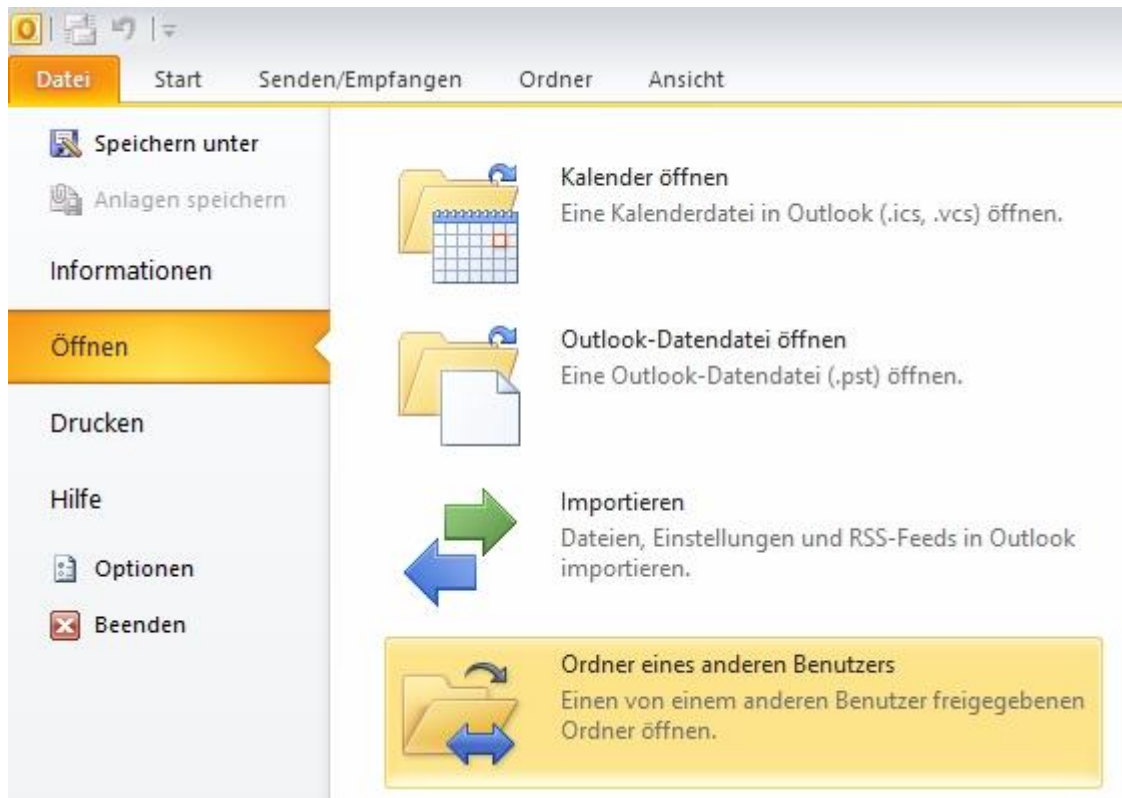 Datei Start Senden/Empfangen Ordner Ansicht
Speichern unter
Anlagen speichern
Informationen
Öffnen
Drucken
Hilfe
Optionen
Beenden
Kalender öffnen
Eine Kalenderdatei in Outlook (.ics, .vcs) öffnen.
Outlook-Datendatei öffnen
Eine Outlook-Datendatei (.pst) öffnen.
Importieren
Dateien, Einstellungen und RSS-Feeds in Outlook
importieren.
Ordner eines anderen Benutzers
Einen von einem anderen Benutzer freigegebenen
Ordner öffnen.